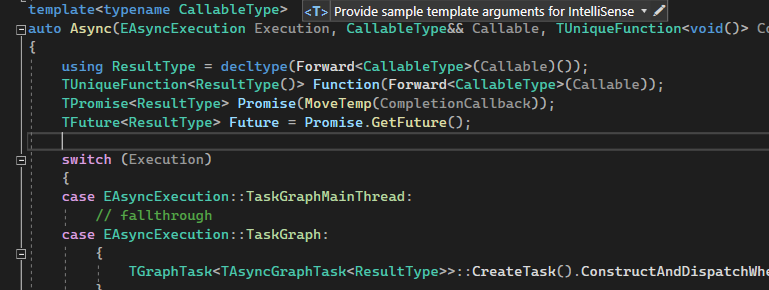 template<typename CallableType> <T> Provide sample template arguments for IntelliSense
auto Async(EAsyncExecution Execution, CallableType&& Callable, TUniqueFunction<void()> Co
{
using ResultType = decltype(Forward<CallableType>(Callable)());
TUniqueFunction<ResultType()> Function(Forward<CallableType>(Callable));
TPromise<ResultType> Promise(MoveTemp(CompletionCallback));
TFuture<ResultType> Future = Promise.GetFuture();
switch (Execution)
{
case EAsyncExecution::TaskGraphMainThread:
// fallthrough
case EAsyncExecution::TaskGraph:
{
TGraphTask<TAsyncGraphTask<ResultType>>::CreateTask().ConstructAndDispatchWhe
}